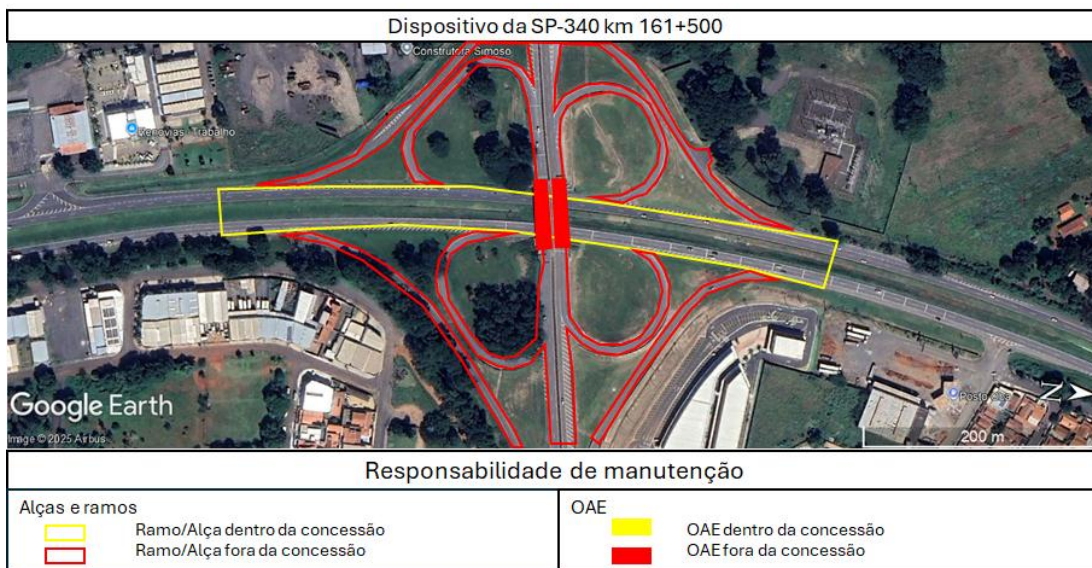 Dispositivo da SP-340 km 161+500
Construtora Simoso
Renovias/ Trabalho
Google Earth
Image © 2025 Airbus
N
200 m
Responsabilidade de manutenção
Alças e ramos
Ramo/Alça dentro da concessão
Ramo/Alça fora da concessão
OAE
OAE dentro da concessão
OAE fora da concessão